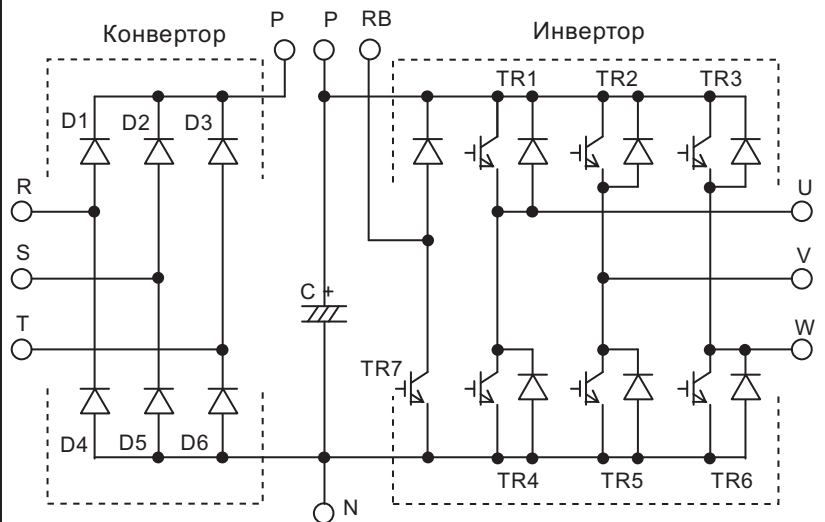 P P RB
Конвертор Инвертор
TR1 TR2 TR3
D1 D2 D3
R U
S V
C +
T W
TR7
D4 D5 D6
TR4 TR5 TR6
N